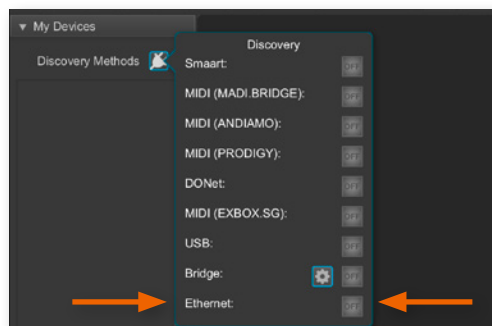 My Devices
Discovery Methods
Discovery
Smaart: OFF
MIDI (MADI.BRIDGE): OFF
MIDI (ANDIAMO): OFF
MIDI (PRODIGY): OFF
DONet: OFF
MIDI (EXBOX.SG): OFF
USB: OFF
Bridge: OFF
Ethernet: OFF